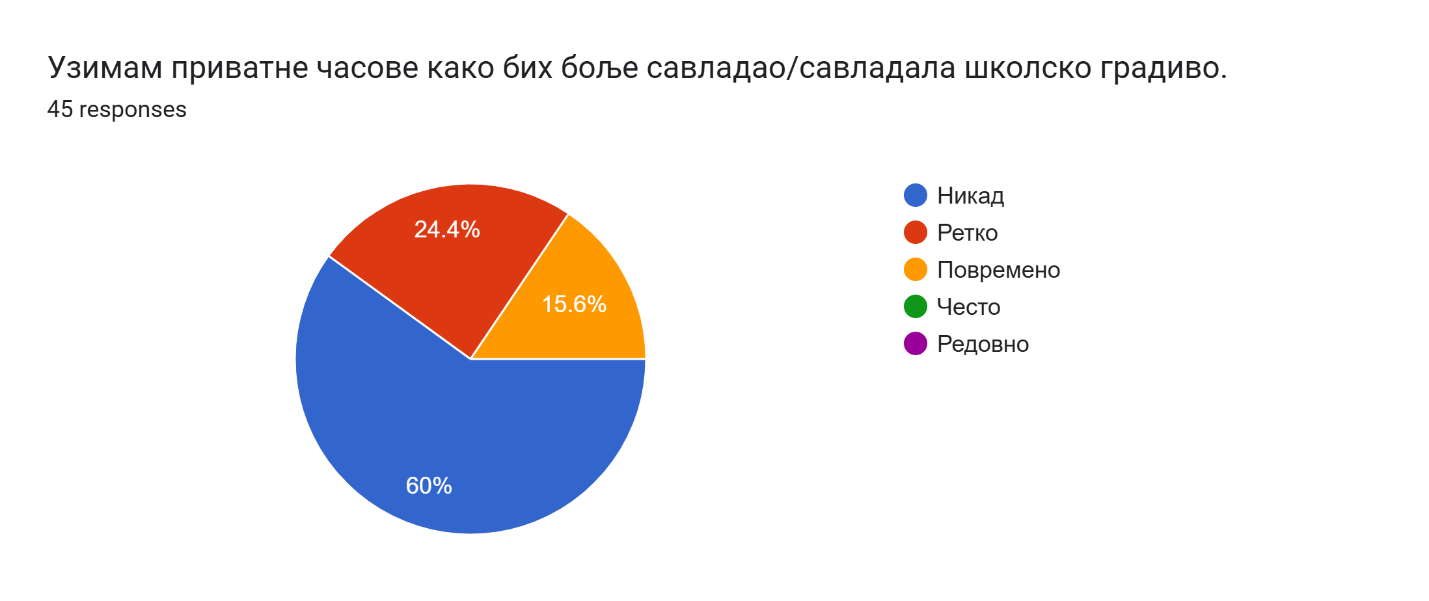 Узимам приватне часове како бих боље савладао/савладала школско градиво.
45 responses
24.4%
15.6%
60%
Никад
Ретко
Повремено
Често
Редовно